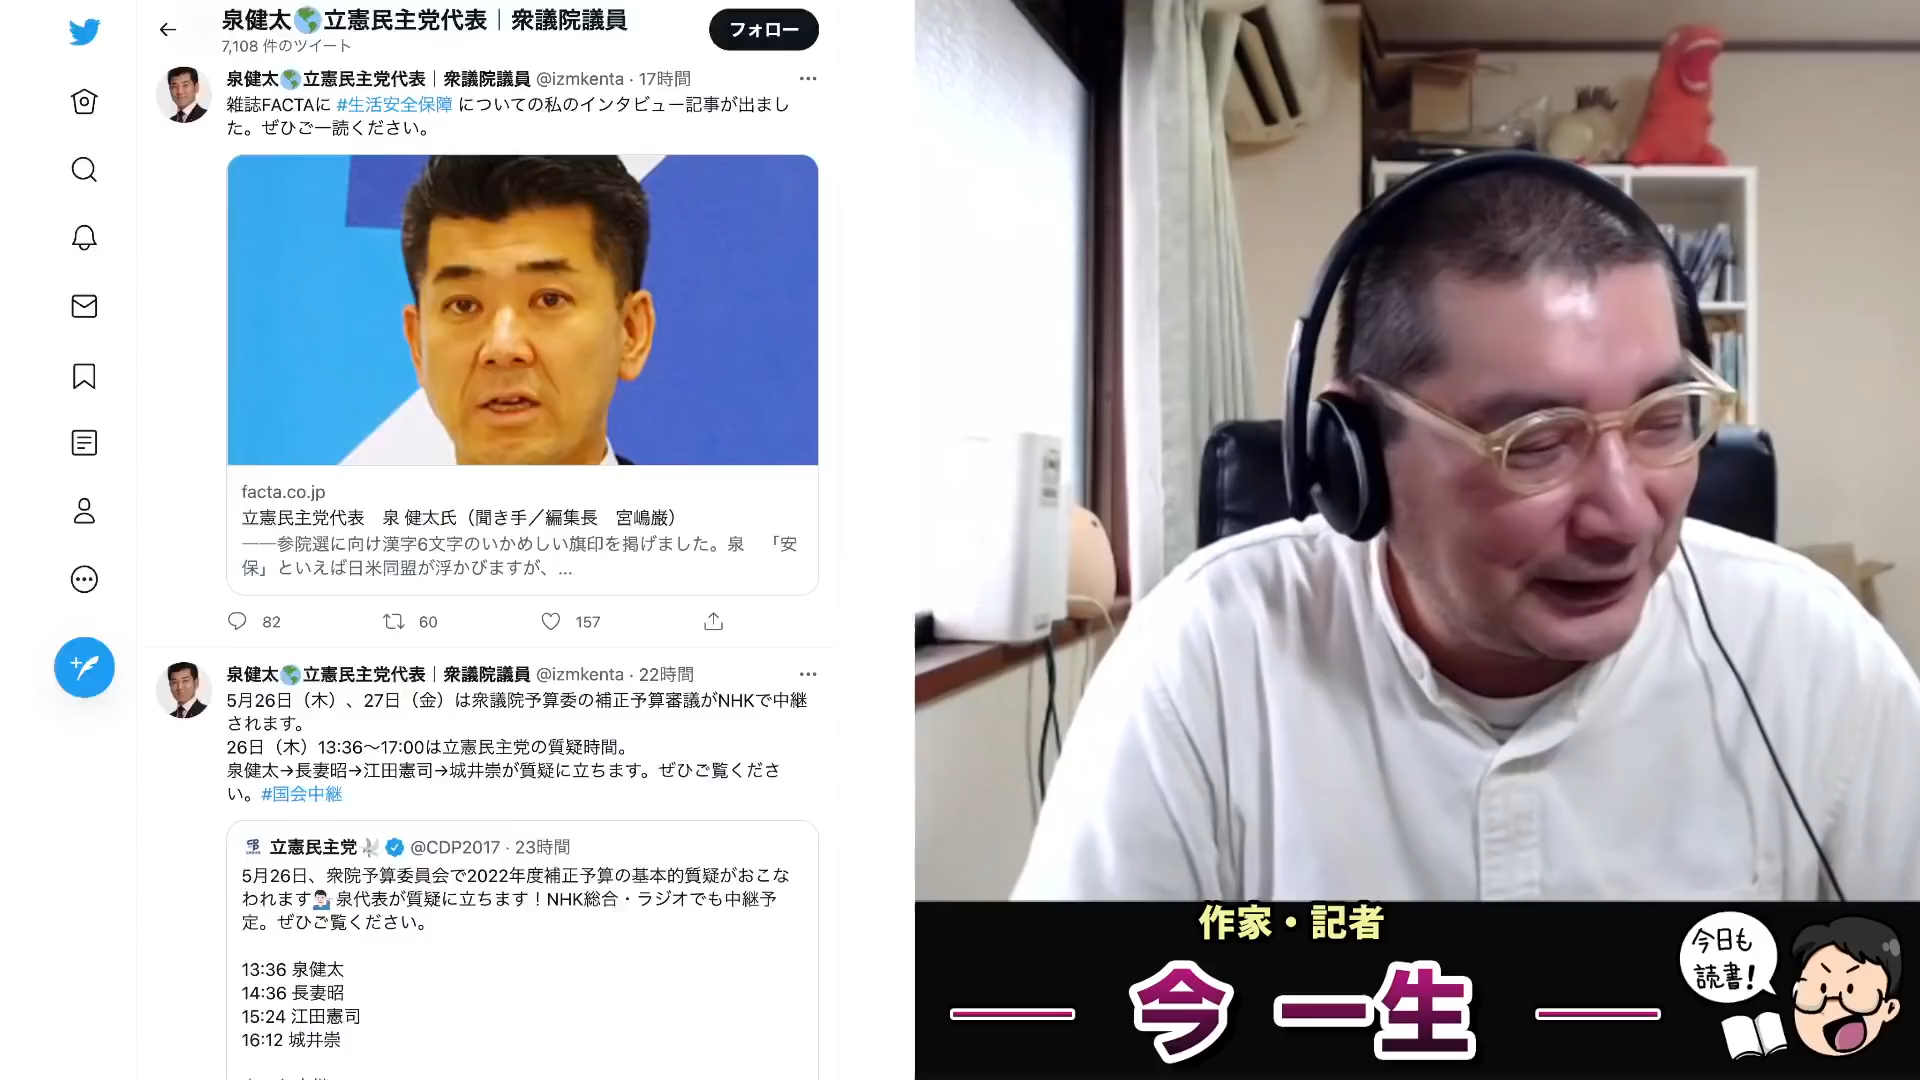 泉健太🌎立憲民主党代表｜衆議院議員
7,108 件のツイート
フォロー
泉健太🌎立憲民主党代表｜衆議院議員 @izmkenta · 17時間
雑誌FACTAに #生活安全保障 についての私のインタビュー記事が出まし
た。ぜひご一読ください。
facta.co.jp
立憲民主党代表　泉 健太氏（聞き手／編集長　宮嶋巌）
——参院選に向け漢字6文字のいかめしい旗印を掲げました。泉　「安
保」といえば日米同盟が浮かびますが、...
82
60
157
泉健太🌎立憲民主党代表｜衆議院議員 @izmkenta · 22時間
5月26日（木）、27日（金）は衆議院予算委の補正予算審議がNHKで中継
されます。
26日（木）13:36〜17:00は立憲民主党の質疑時間。
泉健太→長妻昭→江田憲司→城井崇が質疑に立ちます。ぜひご覧くださ
い。#国会中継
立憲民主党 @CDP2017 · 23時間
5月26日、衆院予算委員会で2022年度補正予算の基本的質疑がおこな
われます💁🏻‍♂️泉代表が質疑に立ちます！NHK総合・ラジオでも中継予
定。ぜひご覧ください。
13:36 泉健太
14:36 長妻昭
15:24 江田憲司
16:12 城井崇
作家・記者
今 一生
今日も
読書！